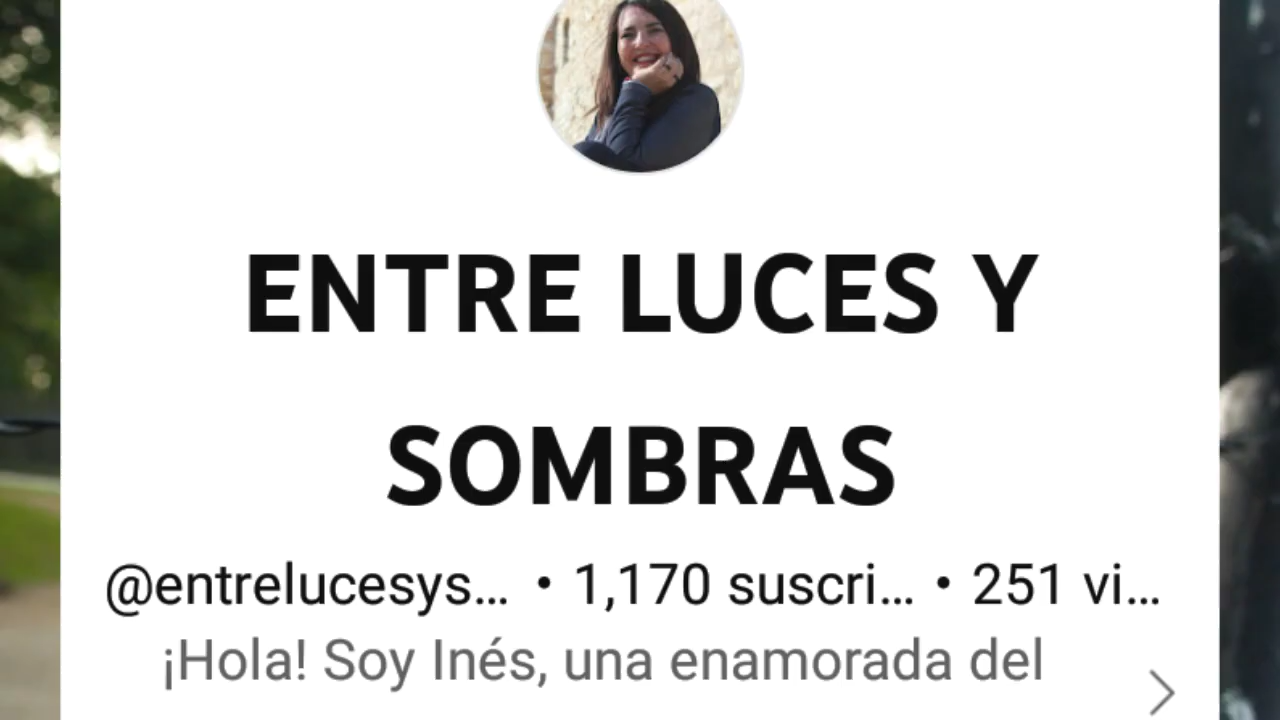 ENTRE LUCES Y
SOMBRAS
@entrelucesys... • 1,170 suscri... • 251 vi...
¡Hola! Soy Inés, una enamorada del